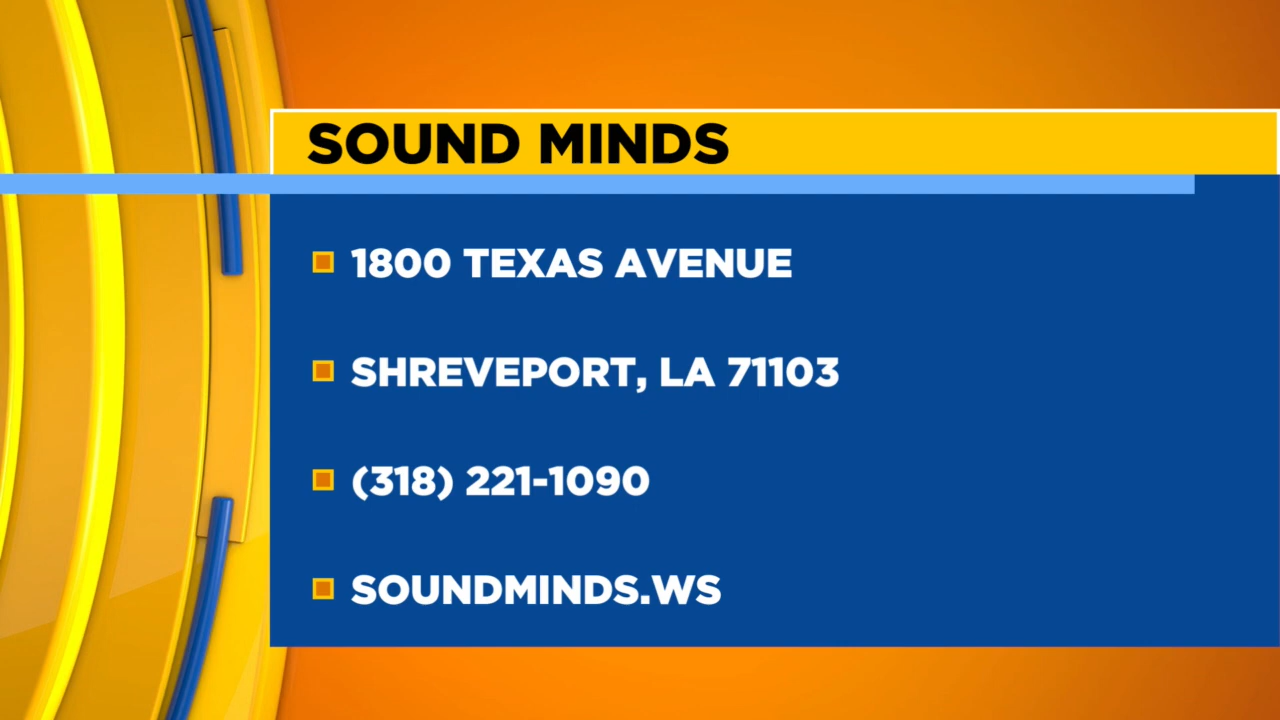 SOUND MINDS
1800 TEXAS AVENUE
SHREVEPORT, LA 71103
(318) 221-1090
SOUNDMINDS.WS